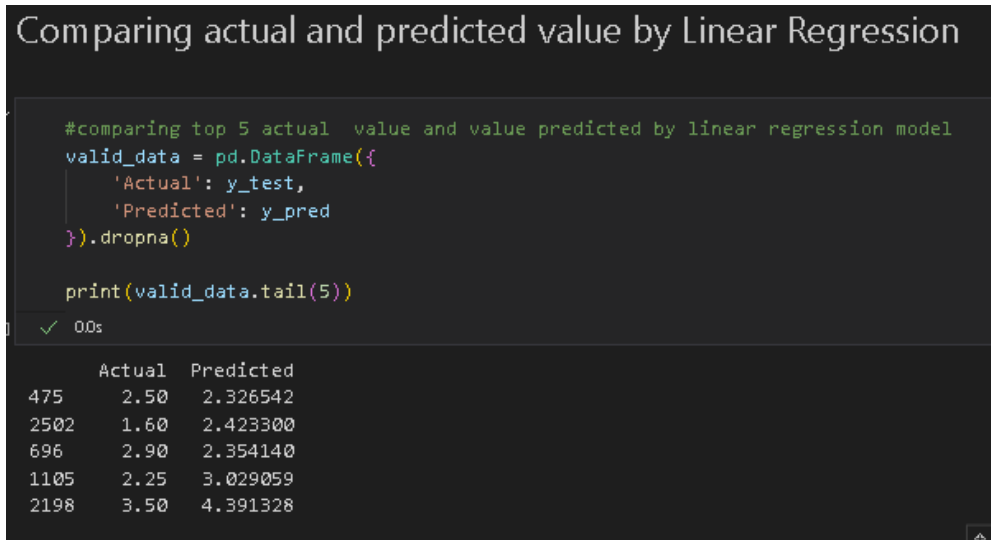 Comparing actual and predicted value by Linear Regression
#comparing top 5 actual  value and value predicted by linear regression model
valid_data = pd.DataFrame({
    'Actual': y_test,
    'Predicted': y_pred
}).dropna()
print(valid_data.tail(5))
✓ 0.0s
Actual Predicted
475 2.50 2.326542
2502 1.60 2.423300
696 2.90 2.354140
1105 2.25 3.029059
2198 3.50 4.391328